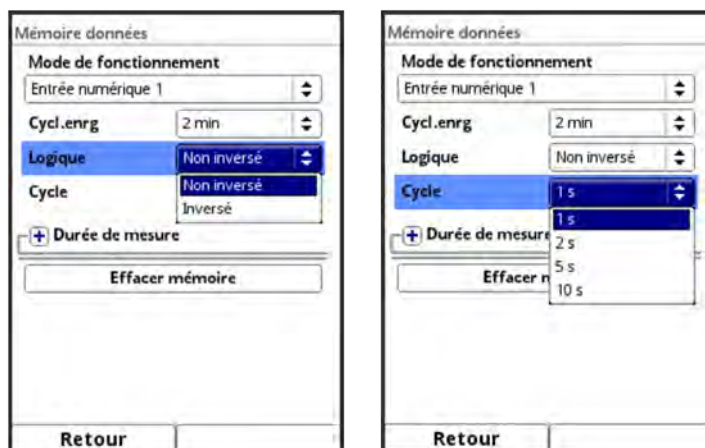 Mémoire données
Mode de fonctionnement
Entrée numérique 1
Cycl.enrg 2 min
Logique Non inversé
Cycle Non inversé
Inversé
Durée de mesure
Effacer mémoire
Retour
Mémoire données
Mode de fonctionnement
Entrée numérique 1
Cycl.enrg 2 min
Logique Non inversé
Cycle 1 s
1 s
Durée de mesure
2 s
5 s
Effacer
10 s
Retour